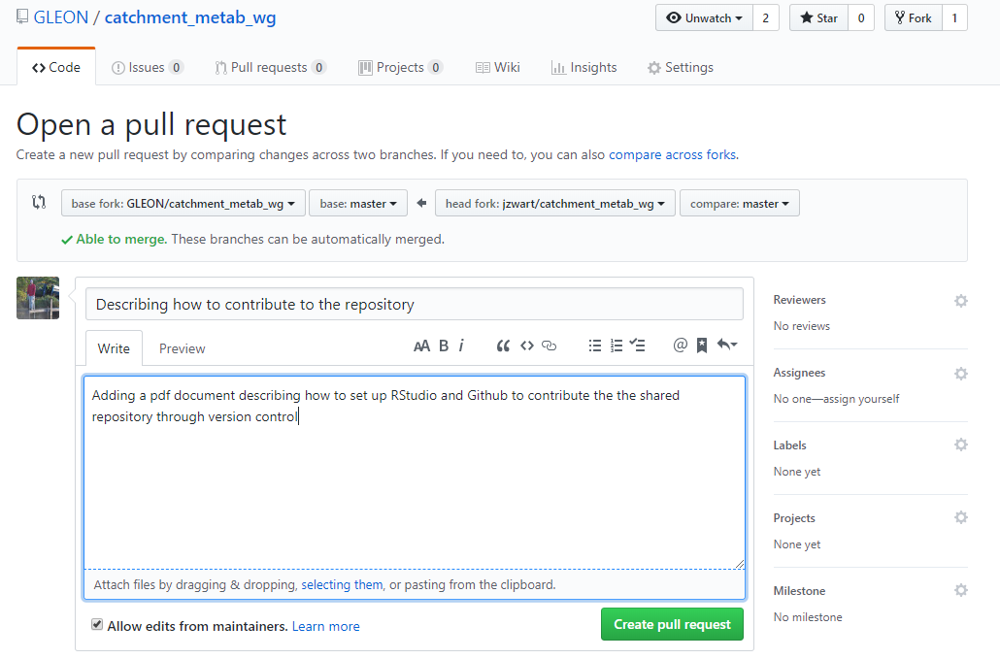 GLEON / catchment_metab_wg
Unwatch 2 Star 0 Fork 1
Code Issues 0 Pull requests 0 Projects 0 Wiki Insights Settings
Open a pull request
Create a new pull request by comparing changes across two branches. If you need to, you can also compare across forks.
base fork: GLEON/catchment_metab_wg base: master head fork: jzwart/catchment_metab_wg compare: master
Able to merge. These branches can be automatically merged.
Describing how to contribute to the repository
Write Preview AA B i @
Adding a pdf document describing how to set up RStudio and Github to contribute the the shared
repository through version control
Attach files by dragging & dropping, selecting them, or pasting from the clipboard.
Allow edits from maintainers. Learn more
Create pull request
Reviewers
No reviews
Assignees
No one—assign yourself
Labels
None yet
Projects
None yet
Milestone
No milestone